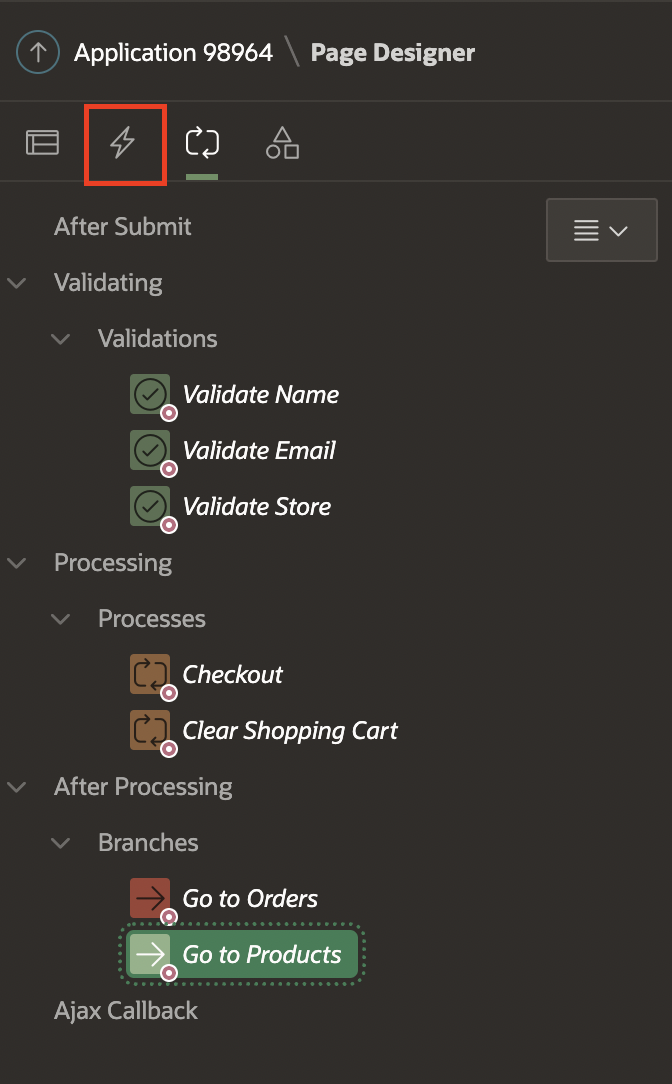 Application 98964 \ Page Designer
After Submit
Validating
Validations
Validate Name
Validate Email
Validate Store
Processing
Processes
Checkout
Clear Shopping Cart
After Processing
Branches
Go to Orders
Go to Products
Ajax Callback